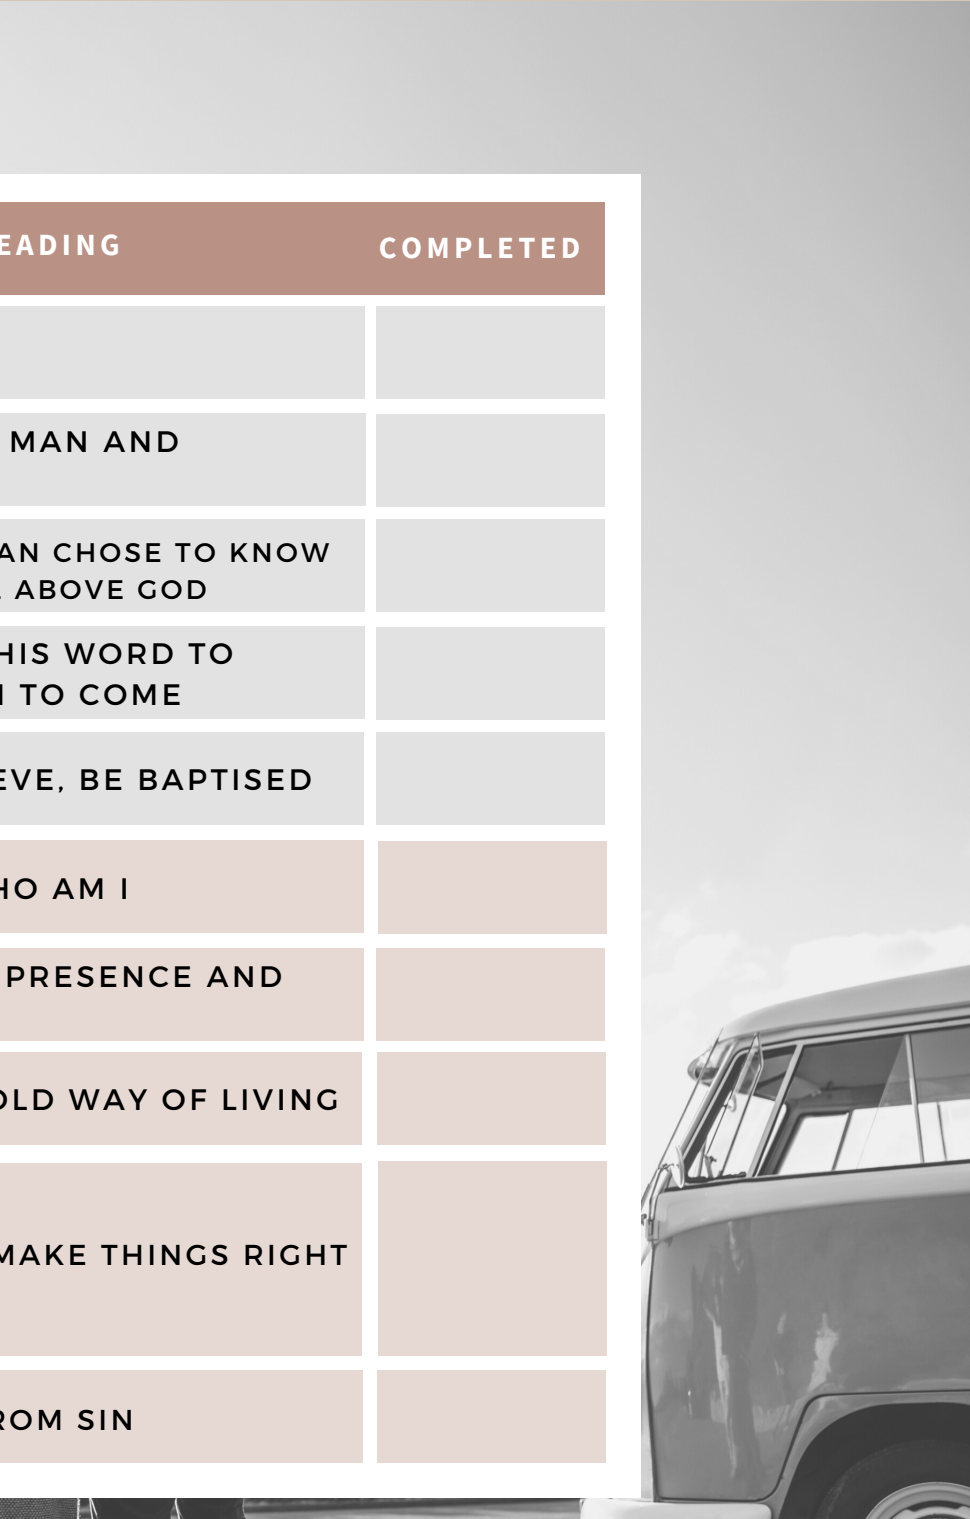 EADING
COMPLETED
MAN AND
AN CHOSE TO KNOW
ABOVE GOD
HIS WORD TO
TO COME
EVE, BE BAPTISED
HO AM I
PRESENCE AND
OLD WAY OF LIVING
MAKE THINGS RIGHT
ROM SIN